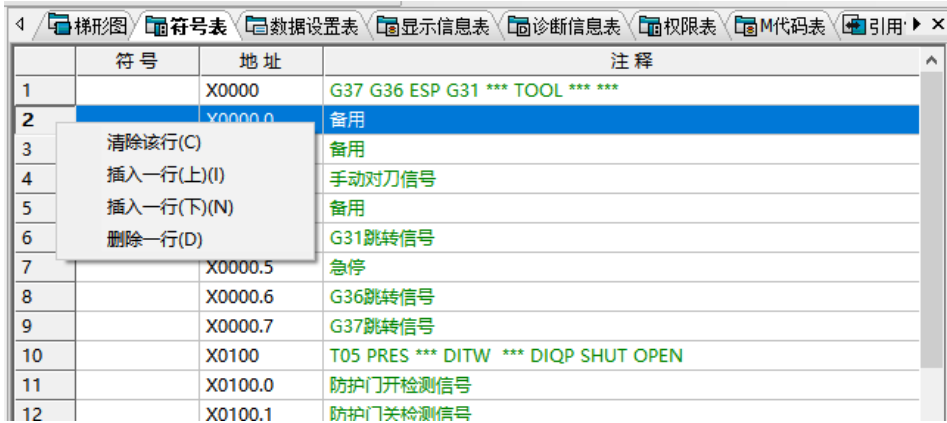 梯形图 符号表 数据设置表 显示信息表 诊断信息表 权限表 M代码表 引用
符号 地址 注释
1 X0000 G37 G36 ESP G31 *** TOOL *** ***
2 X0000.0 备用
3 备用
4 手动对刀信号
5 备用
6 G31跳转信号
7 X0000.5 急停
8 X0000.6 G36跳转信号
9 X0000.7 G37跳转信号
10 X0100 T05 PRES *** DITW *** DIQP SHUT OPEN
11 X0100.0 防护门开检测信号
12 X0100.1 防护门关检测信号
清除该行(C)
插入一行(上)(I)
插入一行(下)(N)
删除一行(D)